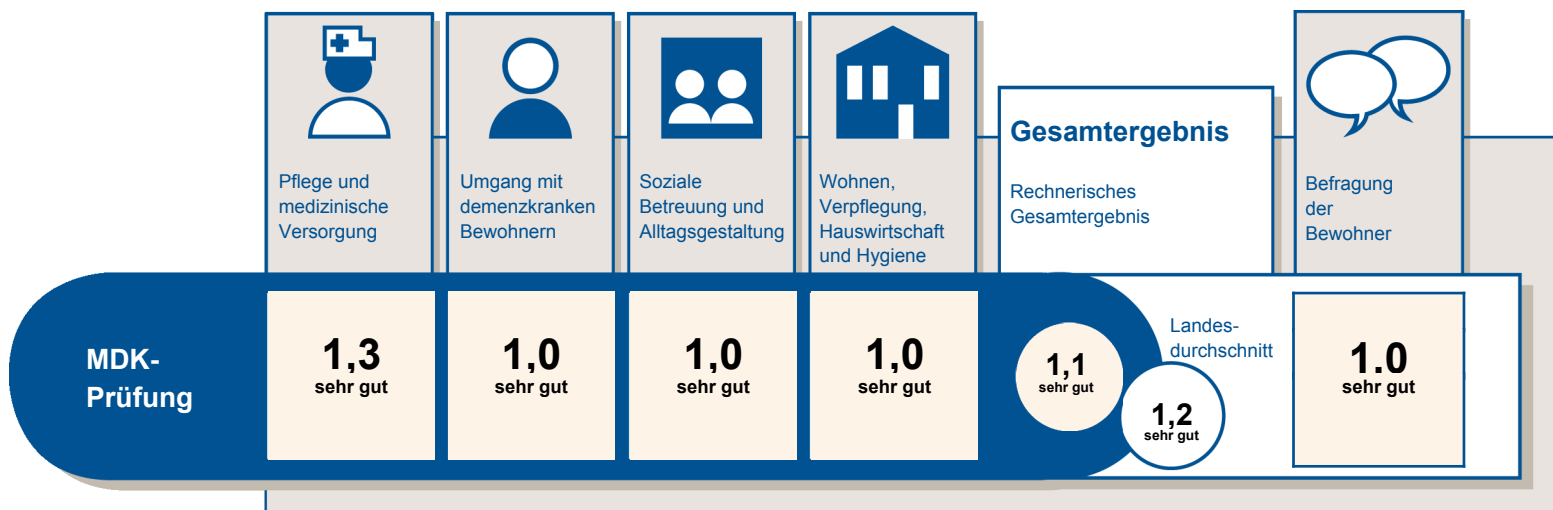 Pflege und
medizinische
Versorgung
Umgang mit
demenzkranken
Bewohnern
Soziale
Betreuung und
Alltagsgestaltung
Wohnen,
Verpflegung,
Hauswirtschaft
und Hygiene
Gesamtergebnis
Rechnerisches
Gesamtergebnis
Befragung
der
Bewohner
MDK-
Prüfung
1,3
sehr gut
1,0
sehr gut
1,0
sehr gut
1,0
sehr gut
1,1
sehr gut
Landes-
durchschnitt
1,2
sehr gut
1.0
sehr gut